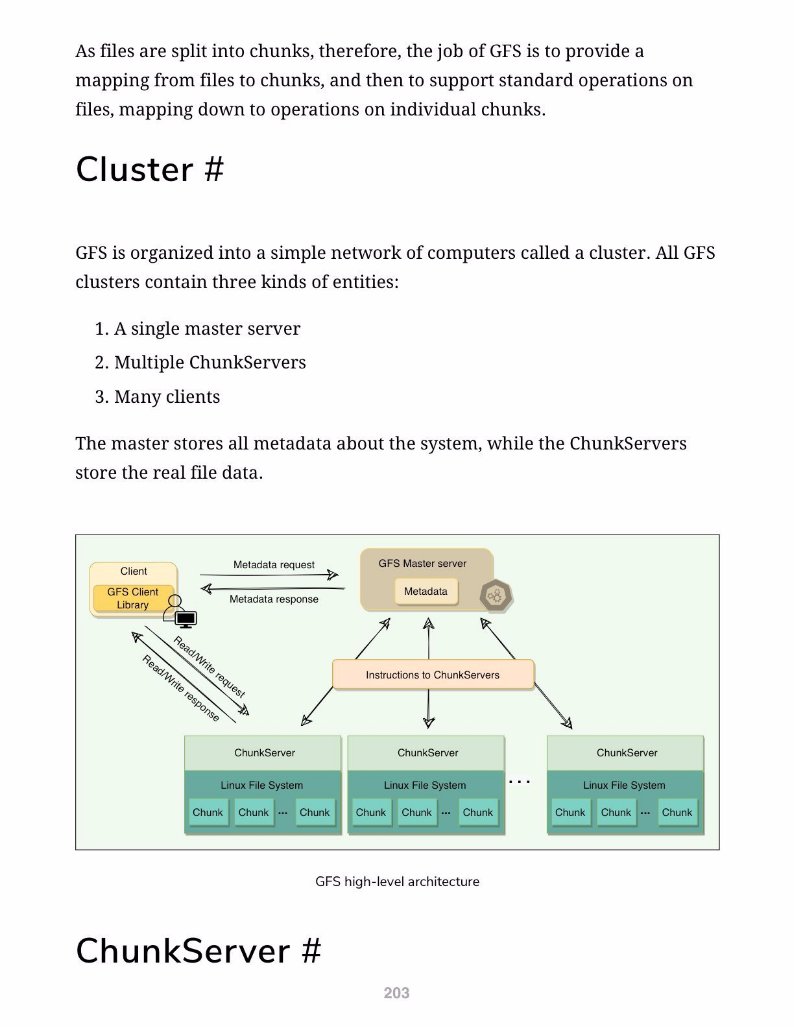 As files are split into chunks, therefore, the job of GFS is to provide a
mapping from files to chunks, and then to support standard operations on
files, mapping down to operations on individual chunks.
Cluster #
GFS is organized into a simple network of computers called a cluster. All GFS
clusters contain three kinds of entities:
1. A single master server
2. Multiple ChunkServers
3. Many clients
The master stores all metadata about the system, while the ChunkServers
store the real file data.
Client
GFS Client
Library
Metadata request
Metadata response
GFS Master server
Metadata
Read/Write request
Read/Write response
Instructions to ChunkServers
ChunkServer
Linux File System
Chunk Chunk ... Chunk
ChunkServer
Linux File System
Chunk Chunk ... Chunk
...
ChunkServer
Linux File System
Chunk Chunk ... Chunk
GFS high-level architecture
ChunkServer #
203